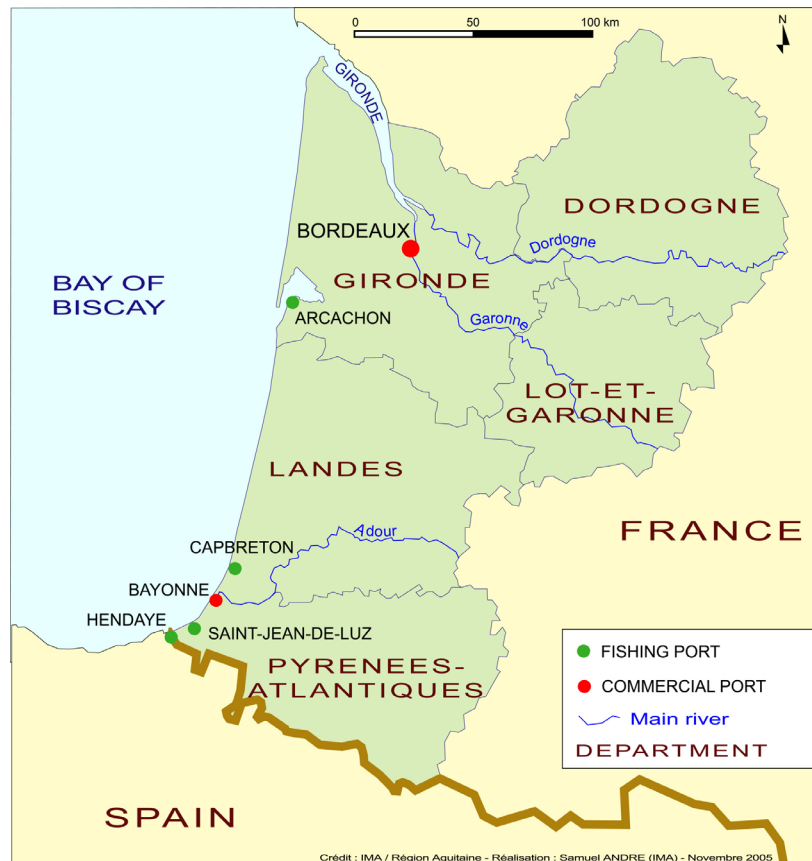 0 50 100 km
N
GIRONDE
DORDOGNE
BORDEAUX
Dordogne
BAY OF
BISCAY
GIRONDE
ARCACHON
Garonne
LOT-ET-
GARONNE
LANDES
Adour
FRANCE
CAPBRETON
BAYONNE
HENDAYE
SAINT-JEAN-DE-LUZ
PYRENEES-
ATLANTIQUES
FISHING PORT
COMMERCIAL PORT
Main river
DEPARTMENT
SPAIN
Crédit : IMA / Région Aquitaine - Réalisation : Samuel ANDRE (IMA) - Novembre 2005